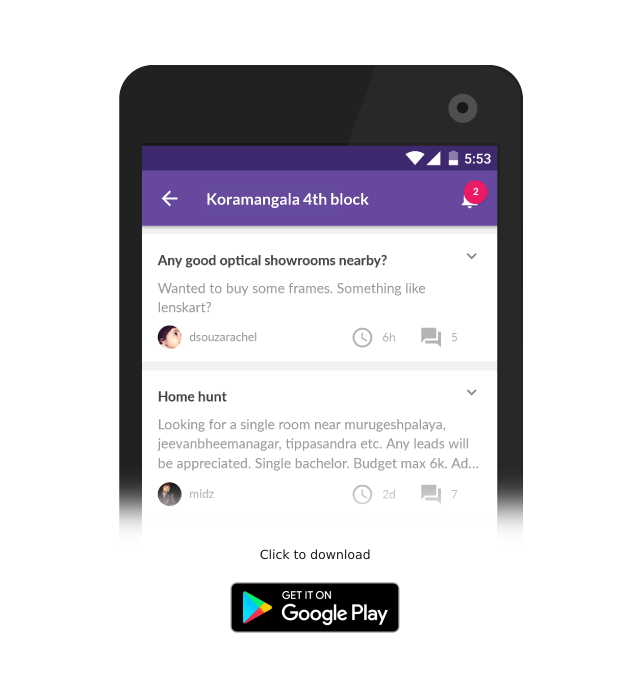 5:53
Koramangala 4th block
2
Any good optical showrooms nearby?
Wanted to buy some frames. Something like
lenskart?
dsouzarachel 6h 5
Home hunt
Looking for a single room near murugeshpalaya,
jeevanbheemanagar, tippasandra etc. Any leads will
be appreciated. Single bachelor. Budget max 6k. Ad...
midz 2d 7
Click to download
GET IT ON
Google Play